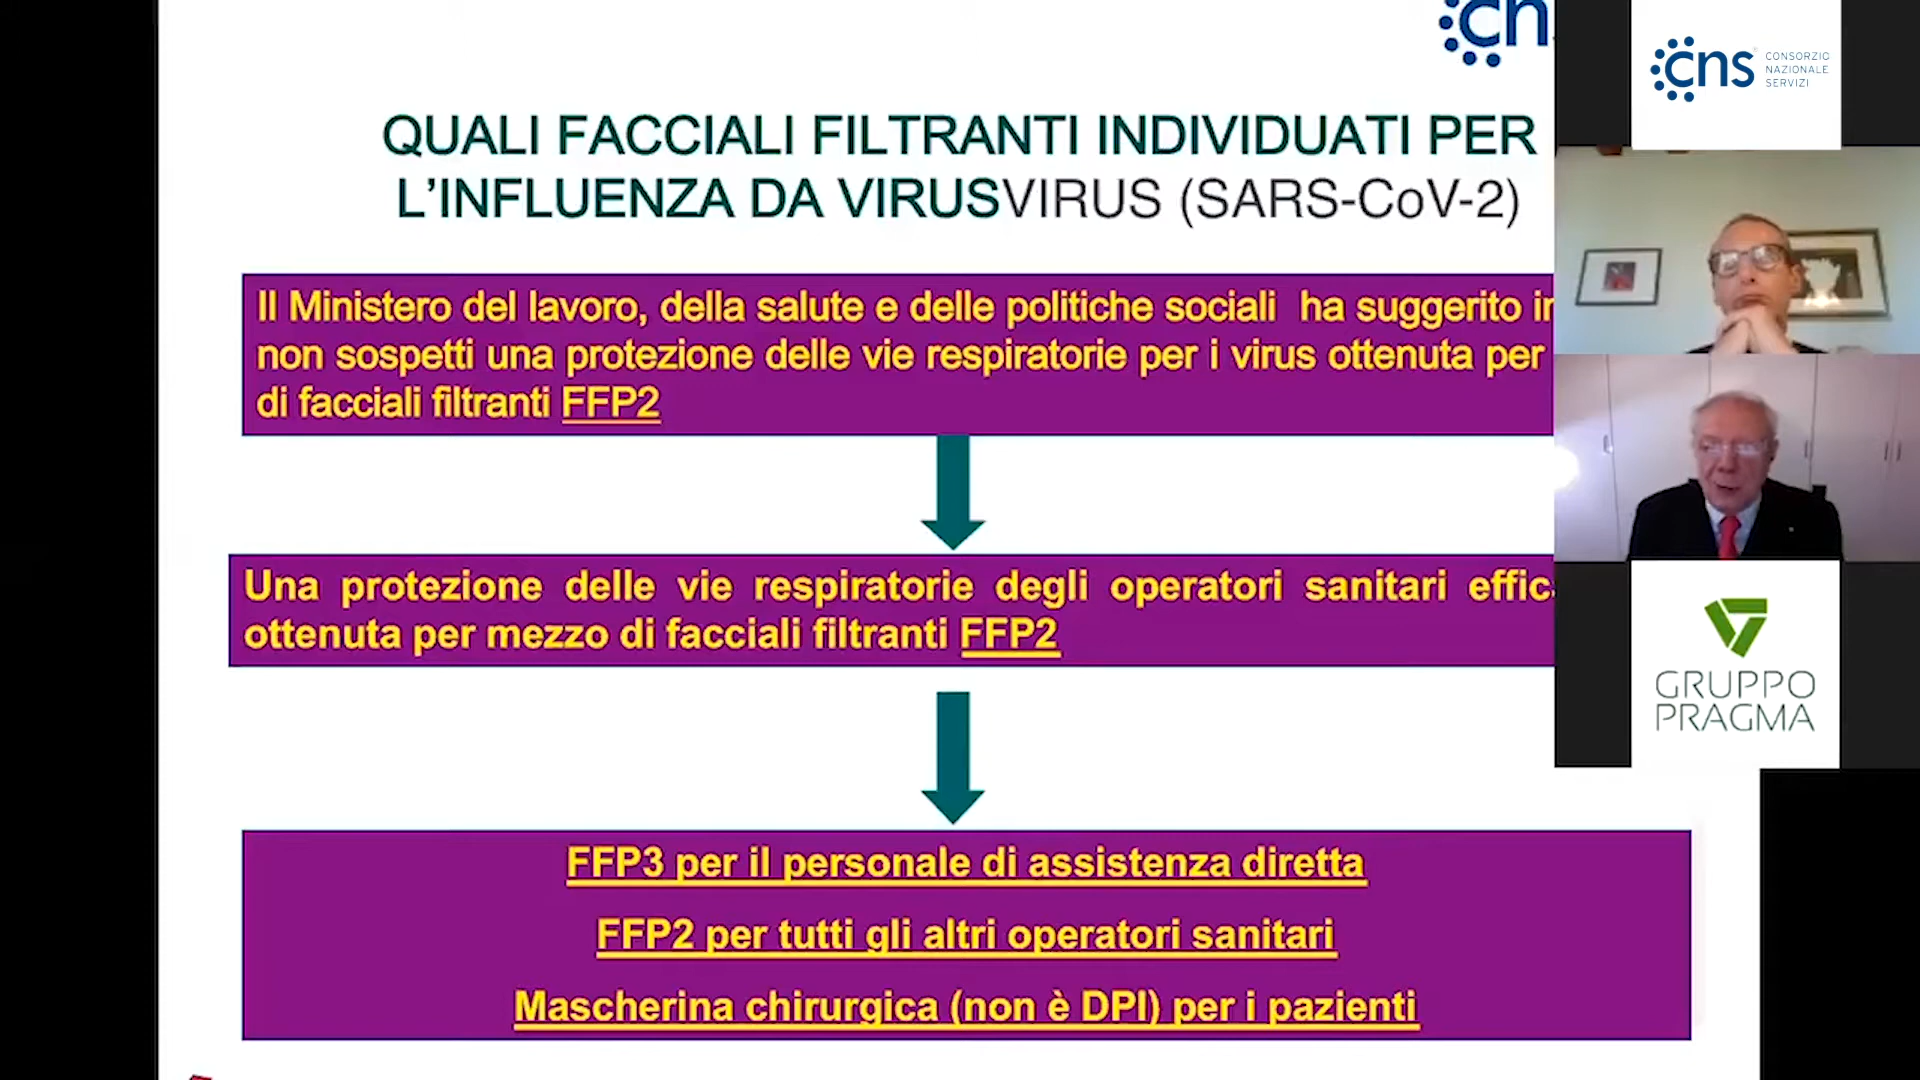 cn
QUALI FACCIALI FILTRANTI INDIVIDUATI PER
L’INFLUENZA DA VIRUSVIRUS (SARS-CoV-2)
Il Ministero del lavoro, della salute e delle politiche sociali ha suggerito in
non sospetti una protezione delle vie respiratorie per i virus ottenuta per
di facciali filtranti FFP2
Una protezione delle vie respiratorie degli operatori sanitari
ottenuta per mezzo di facciali filtranti FFP2
FFP3 per il personale di assistenza diretta
FFP2 per tutti gli altri operatori sanitari
Mascherina chirurgica (non è DPI) per i pazienti
cns CONSORZIO
NAZIONALE
SERVIZI
GRUPPO
PRAGMA